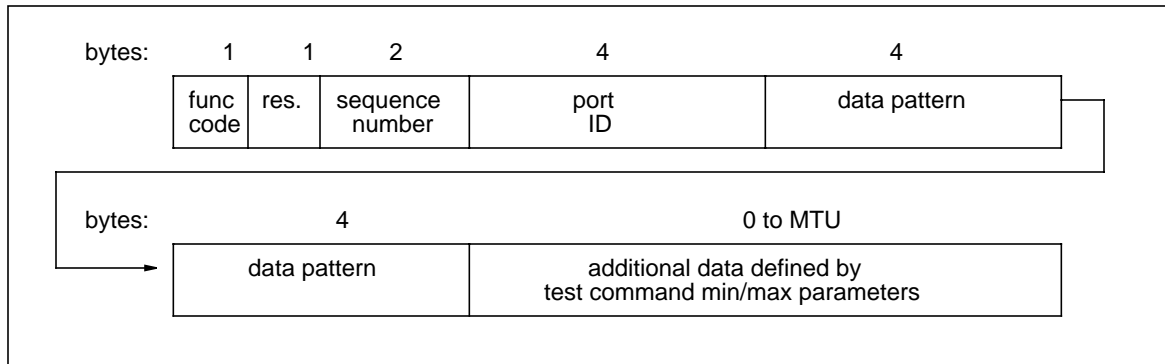 bytes: 1 1 2 4 4
func res. sequence port data pattern
code number ID
bytes: 4 0 to MTU
data pattern additional data defined by
test command min/max parameters